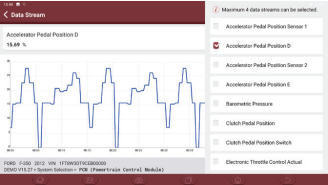 Data Stream
Accelerator Pedal Position D
15.69 %
FORD F-350 2012 VIN 1FT8W3DT9CEB00000
DEMO V15.27 > System Selection > PCM (Powertrain Control Module)
Maximum 4 data streams can be selected.
Accelerator Pedal Position Sensor 1
Accelerator Pedal Position D
Accelerator Pedal Position Sensor 2
Accelerator Pedal Position E
Barometric Pressure
Clutch Pedal Position
Clutch Pedal Position Switch
Electronic Throttle Control Actual